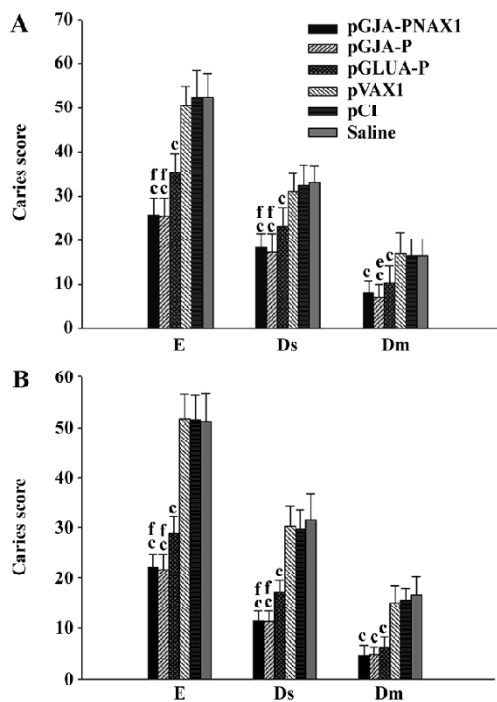 A
70
60
50
40
30
20
10
0
Caries score
pGJA-PNAX1
pGJA-P
pGLUA-P
pVAX1
pCI
Saline
f f
c c
c
f f
c c
c
c
e
c
c
E Ds Dm
B
60
50
40
30
20
10
0
Caries score
f f
c c
c
f f
c c
c
c c c
E Ds Dm